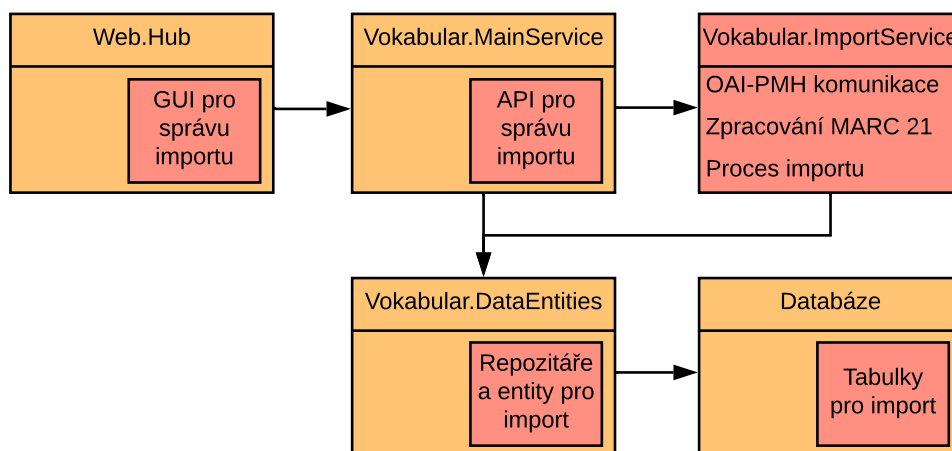 Web.Hub
GUI pro
správu
importu
Vokabular.MainService
API pro
správu
importu
Vokabular.ImportService
OAI-PMH komunikace
Zpracování MARC 21
Proces importu
Vokabular.DataEntities
Repozitáře
a entity pro
import
Databáze
Tabulky
pro import